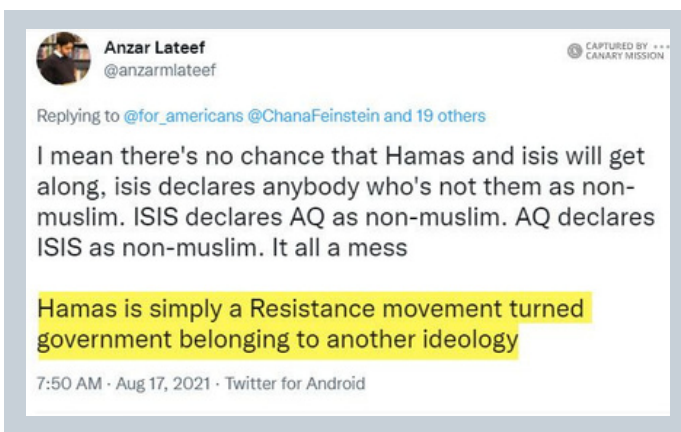 Anzar Lateef
@anzarmlateef
CAPTURED BY
CANARY MISSION
Replying to @for_americans @ChanaFeinstein and 19 others
I mean there's no chance that Hamas and isis will get
along, isis declares anybody who's not them as non-
muslim. ISIS declares AQ as non-muslim. AQ declares
ISIS as non-muslim. It all a mess
Hamas is simply a Resistance movement turned
government belonging to another ideology
7:50 AM · Aug 17, 2021 · Twitter for Android